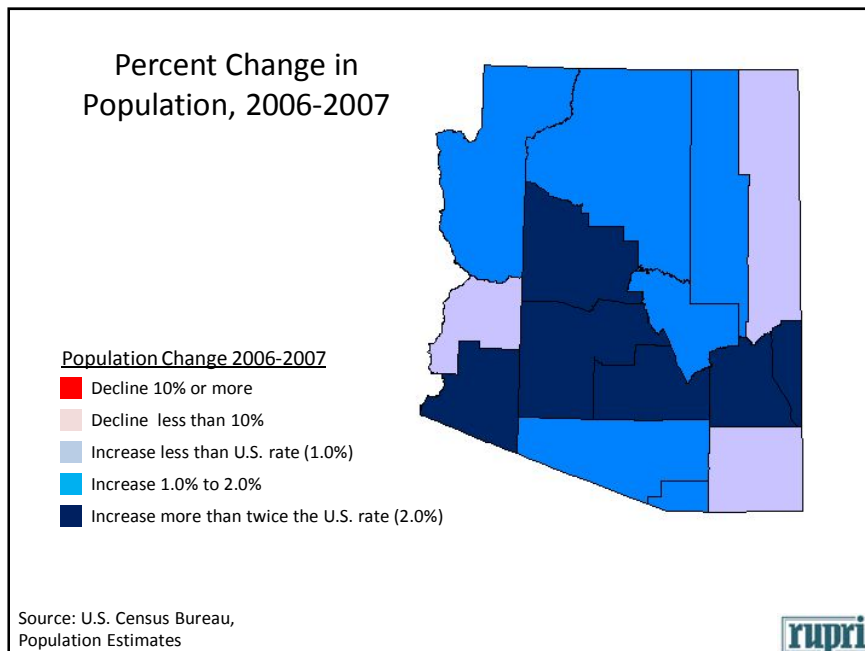 Percent Change in
Population, 2006-2007
Population Change 2006-2007
Decline 10% or more
Decline less than 10%
Increase less than U.S. rate (1.0%)
Increase 1.0% to 2.0%
Increase more than twice the U.S. rate (2.0%)
Source: U.S. Census Bureau,
Population Estimates
rupri